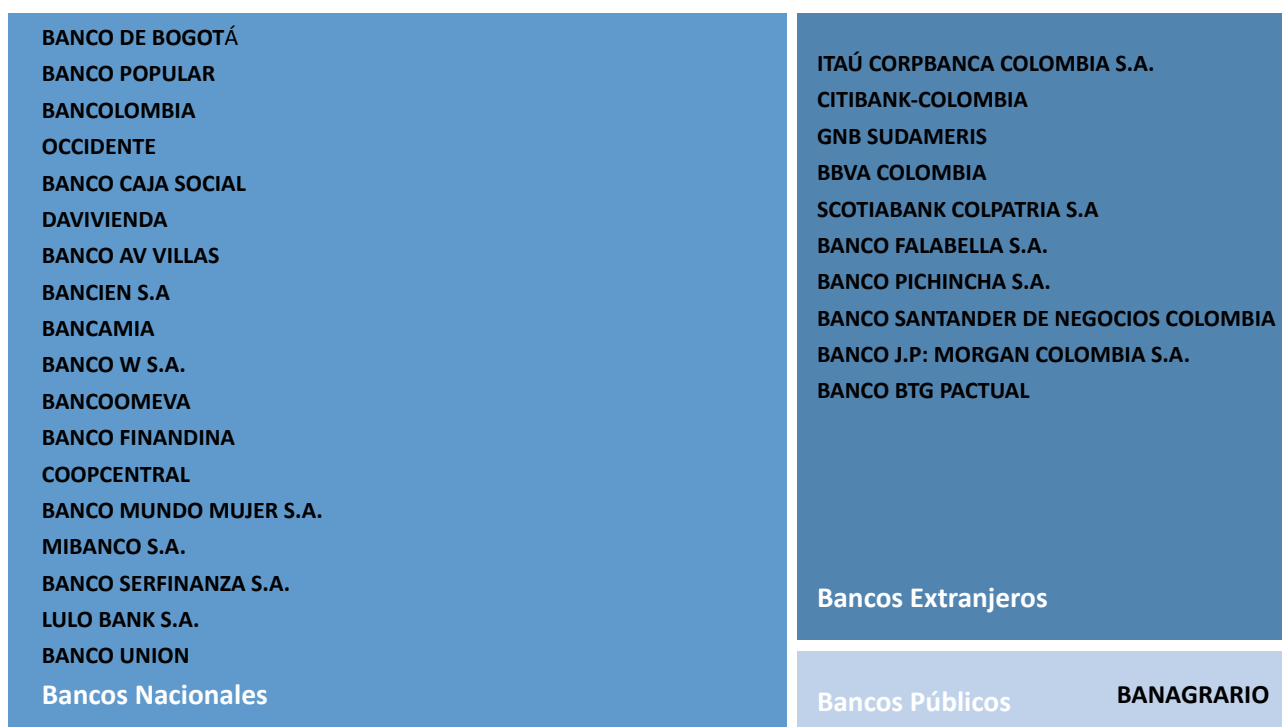 BANCO DE BOGOTÁ
BANCO POPULAR
BANCOLOMBIA
OCCIDENTE
BANCO CAJA SOCIAL
DAVIVIENDA
BANCO AV VILLAS
BANCIEN S.A
BANCAMIA
BANCO W S.A.
BANCOOMEVA
BANCO FINANDINA
COOPCENTRAL
BANCO MUNDO MUJER S.A.
MIBANCO S.A.
BANCO SERFINANZA S.A.
LULO BANK S.A.
BANCO UNION
Bancos Nacionales
ITAÚ CORPBANCA COLOMBIA S.A.
CITIBANK-COLOMBIA
GNB SUDAMERIS
BBVA COLOMBIA
SCOTIABANK COLPATRIA S.A
BANCO FALABELLA S.A.
BANCO PICHINCHA S.A.
BANCO SANTANDER DE NEGOCIOS COLOMBIA
BANCO J.P: MORGAN COLOMBIA S.A.
BANCO BTG PACTUAL
Bancos Extranjeros
Bancos Públicos BANAGRARIO